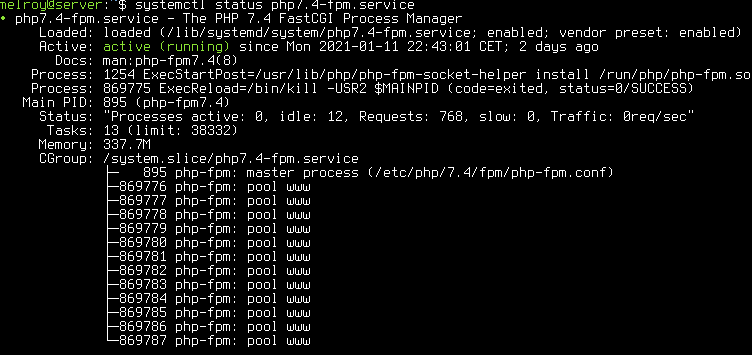 melroy@server:~$ systemctl status php7.4-fpm.service
● php7.4-fpm.service - The PHP 7.4 FastCGI Process Manager
Loaded: loaded (/lib/systemd/system/php7.4-fpm.service; enabled; vendor preset: enabled)
Active: active (running) since Mon 2021-01-11 22:43:01 CET; 2 days ago
Docs: man:php-fpm7.4(8)
Process: 1254 ExecStartPost=/usr/lib/php/php-fpm-socket-helper install /run/php/php-fpm.so
Process: 869775 ExecReload=/bin/kill -USR2 $MAINPID (code=exited, status=0/SUCCESS)
Main PID: 895 (php-fpm7.4)
Status: "Processes active: 0, idle: 12, Requests: 768, slow: 0, Traffic: 0req/sec"
Tasks: 13 (limit: 38332)
Memory: 337.7M
CGroup: /system.slice/php7.4-fpm.service
├─   895 php-fpm: master process (/etc/php/7.4/fpm/php-fpm.conf)
├─869776 php-fpm: pool www
├─869777 php-fpm: pool www
├─869778 php-fpm: pool www
├─869779 php-fpm: pool www
├─869780 php-fpm: pool www
├─869781 php-fpm: pool www
├─869782 php-fpm: pool www
├─869783 php-fpm: pool www
├─869784 php-fpm: pool www
├─869785 php-fpm: pool www
├─869786 php-fpm: pool www
└─869787 php-fpm: pool www